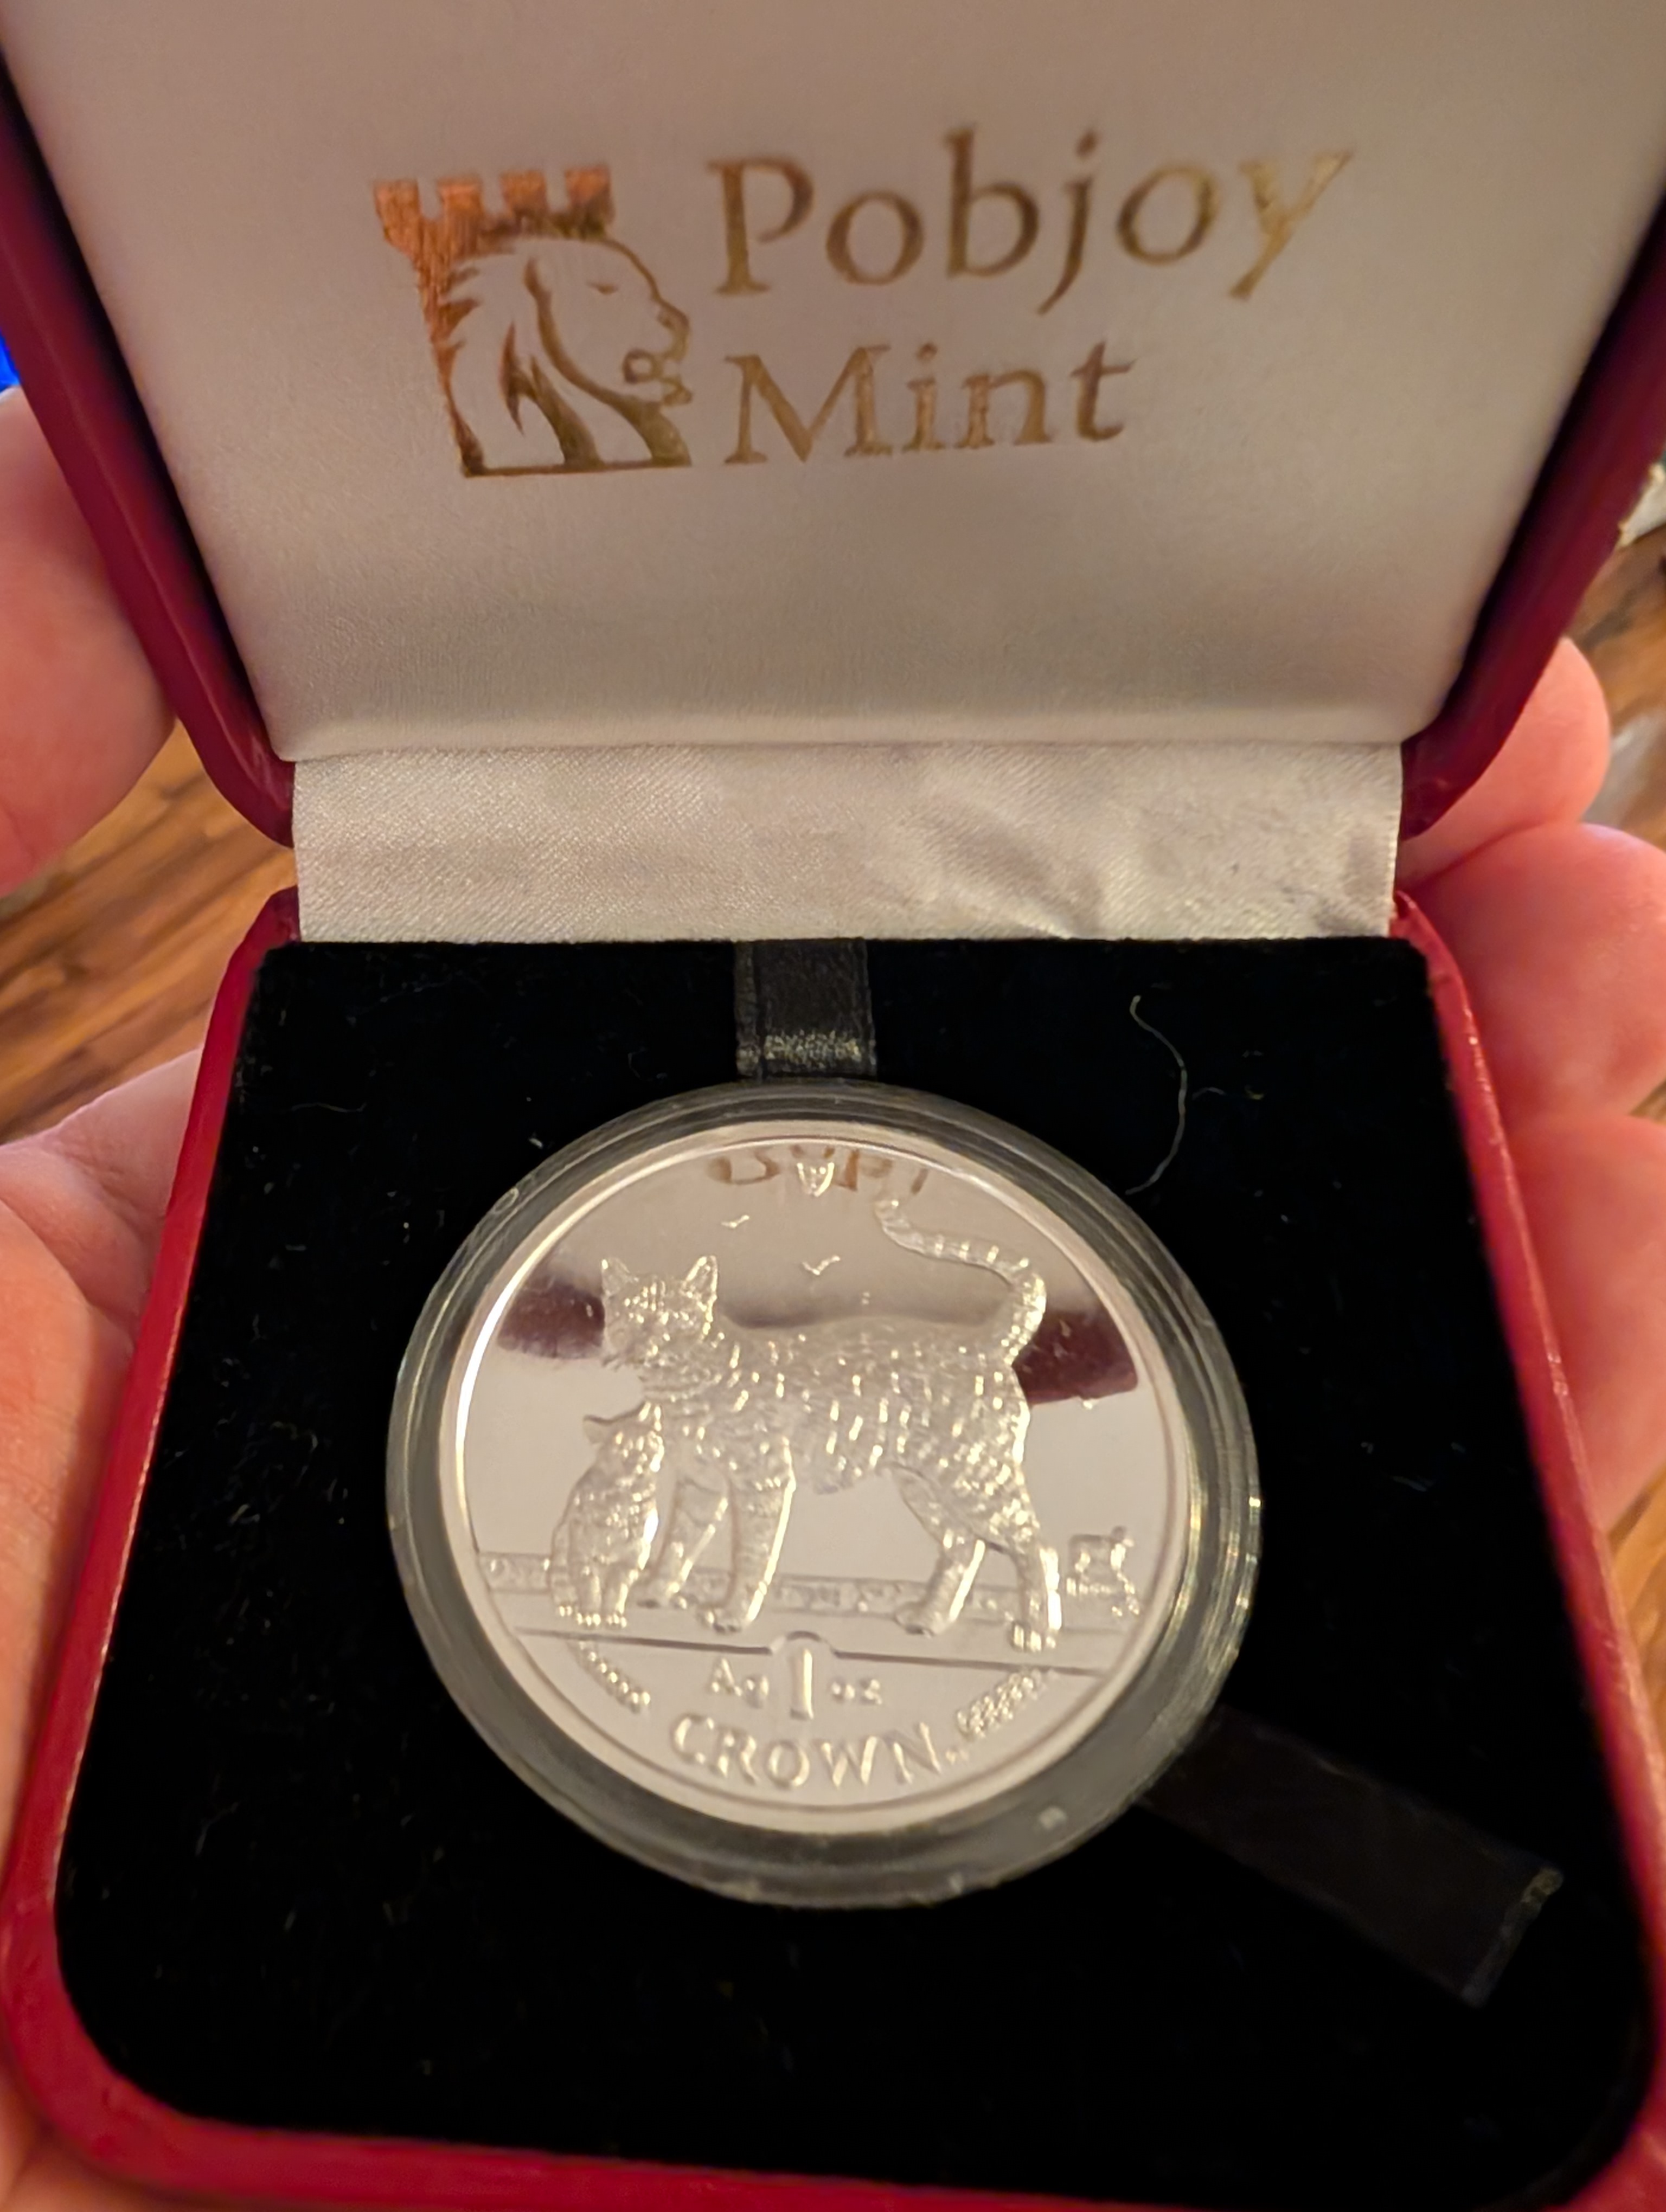 Pobjoy
Mint
Ag 1 oz
CROWN